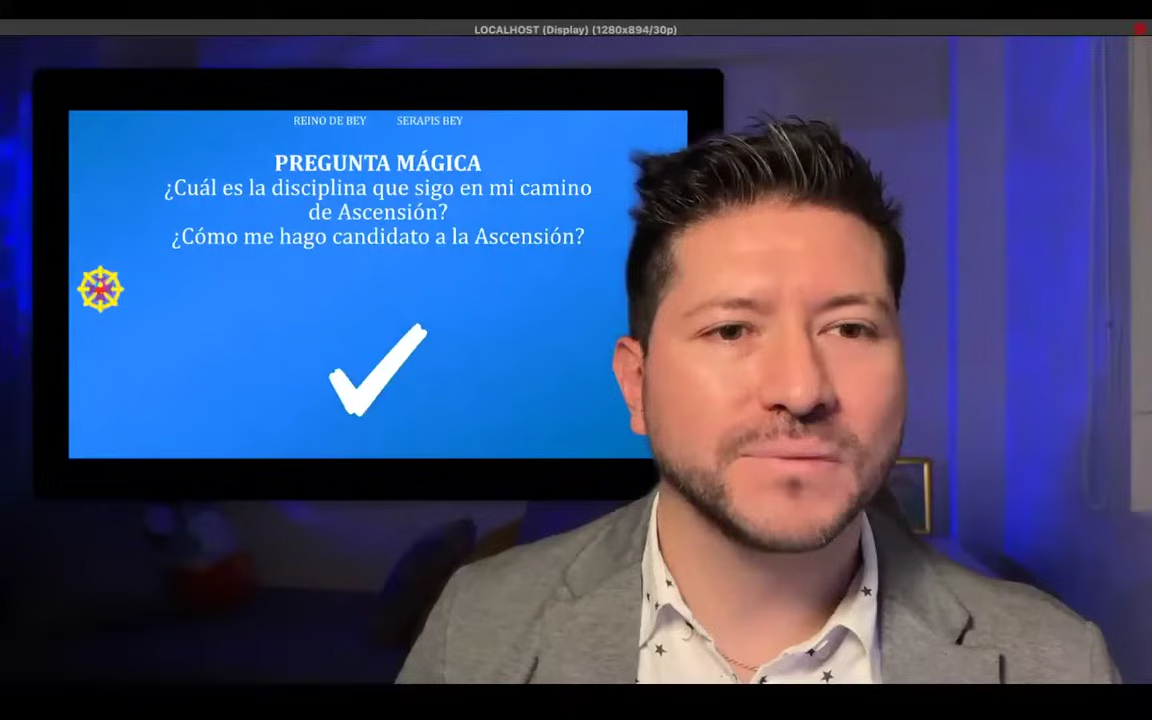 LOCALHOST (Display) (1280x894/30p)
REINO DE BEY SERAPIS BEY
PREGUNTA MÁGICA
¿Cuál es la disciplina que sigo en mi camino
de Ascensión?
¿Cómo me hago candidato a la Ascensión?